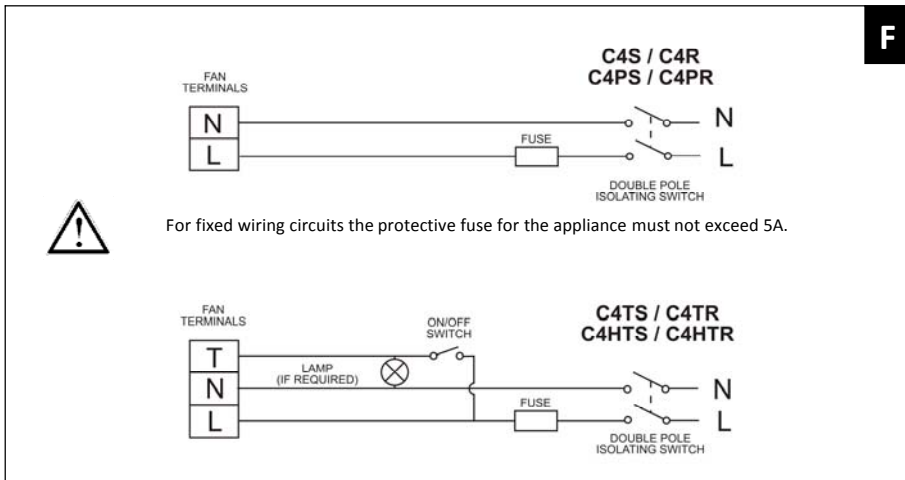 F
C4S / C4R
C4PS / C4PR
FAN
TERMINALS
N
L
FUSE
N
L
DOUBLE POLE
ISOLATING SWITCH
For fixed wiring circuits the protective fuse for the appliance must not exceed 5A.
C4TS / C4TR
C4HTS / C4HTR
FAN
TERMINALS
T
N
L
LAMP
(IF REQUIRED)
ON/OFF
SWITCH
FUSE
N
L
DOUBLE POLE
ISOLATING SWITCH